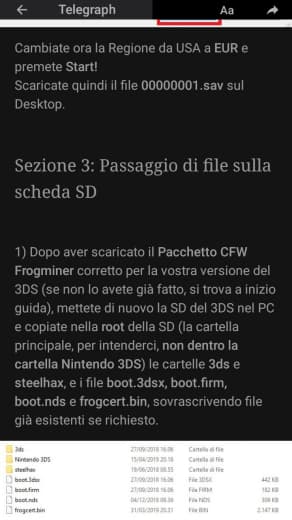 Telegraph
Aa
Cambiate ora la Regione da USA a EUR e
premete Start!
Scaricate quindi il file 00000001.sav sul
Desktop.
Sezione 3: Passaggio di file sulla
scheda SD
1) Dopo aver scaricato il Pacchetto CFW
Frogminer corretto per la vostra versione del
3DS (se non lo avete già fatto, si trova a inizio
guida), mettete di nuovo la SD del 3DS nel PC
e copiate nella root della SD (la cartella
principale, per intenderci, non dentro la
cartella Nintendo 3DS) le cartelle 3ds e
steelhax, e i file boot.3dsx, boot.firm,
boot.nds e frogcert.bin, sovrascrivendo file
già esistenti se richiesto.
3ds 27/09/2018 16.06 Cartella di file
Nintendo 3DS 15/04/2019 20.18 Cartella di file
steelhax 19/06/2018 08.55 Cartella di file
boot.3dsx 27/09/2018 16.06 File 3DSX 442 KB
boot.firm 27/09/2018 16.06 File FIRM 182 KB
boot.nds 04/12/2018 08.36 File NDS 308 KB
frogcert.bin 31/03/2019 20.21 File BIN 2.147 KB